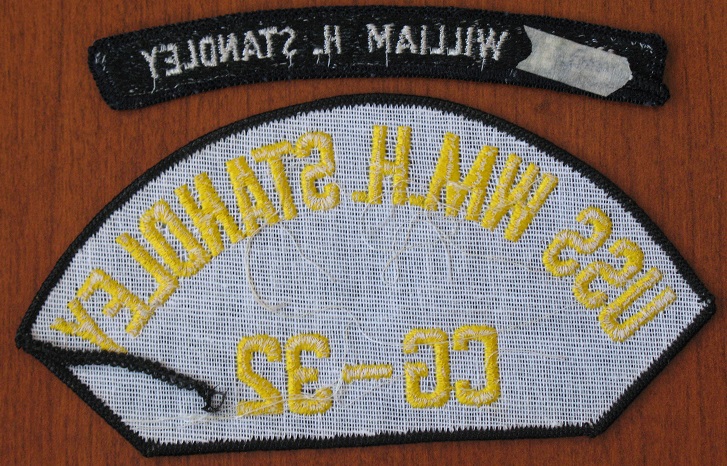 WILLIAM H. STANDLEY
USS WM. H. STANDLEY
CG-32